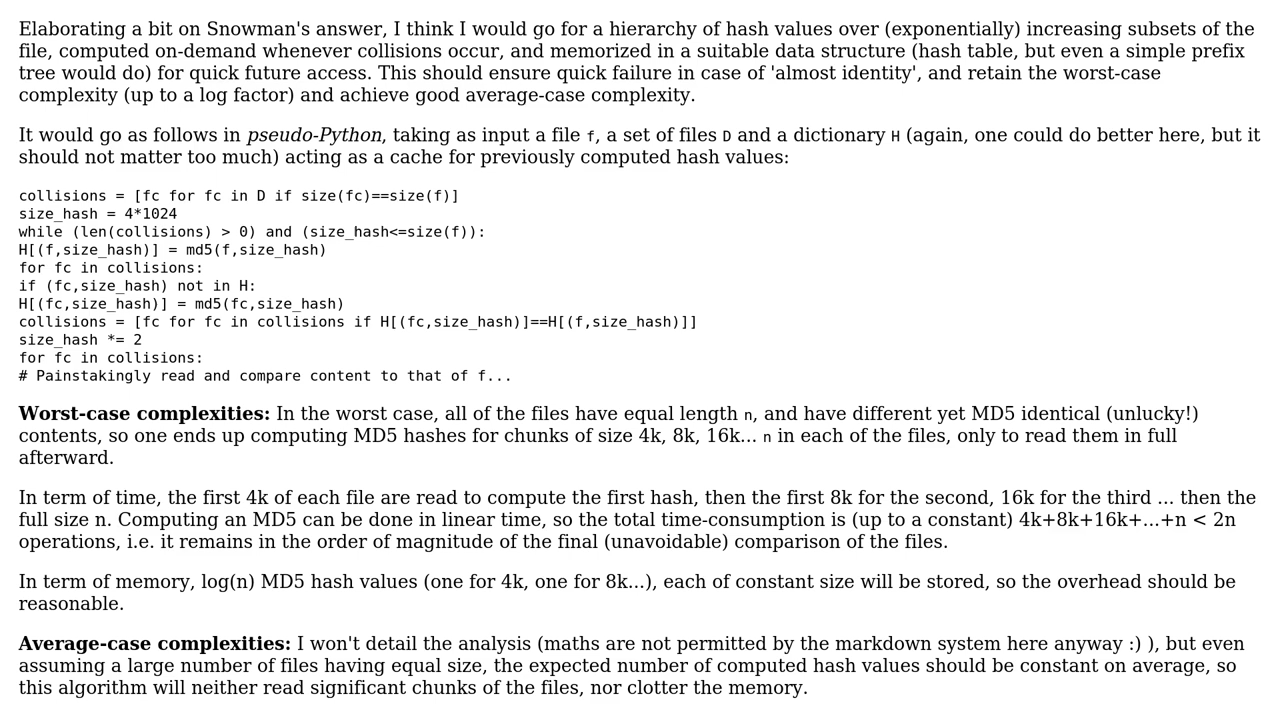 Elaborating a bit on Snowman's answer, I think I would go for a hierarchy of hash values over (exponentially) increasing subsets of the
file, computed on-demand whenever collisions occur, and memorized in a suitable data structure (hash table, but even a simple prefix
tree would do) for quick future access. This should ensure quick failure in case of 'almost identity', and retain the worst-case
complexity (up to a log factor) and achieve good average-case complexity.
It would go as follows in pseudo-Python, taking as input a file f, a set of files D and a dictionary H (again, one could do better here, but it
should not matter too much) acting as a cache for previously computed hash values:
collisions = [fc for fc in D if size(fc)==size(f)]
size_hash = 4*1024
while (len(collisions) > 0) and (size_hash<=size(f)):
H[(f,size_hash)] = md5(f,size_hash)
for fc in collisions:
if (fc,size_hash) not in H:
H[(fc,size_hash)] = md5(fc,size_hash)
collisions = [fc for fc in collisions if H[(fc,size_hash)]==H[(f,size_hash)]]
size_hash *= 2
for fc in collisions:
# Painstakingly read and compare content to that of f...
Worst-case complexities: In the worst case, all of the files have equal length n, and have different yet MD5 identical (unlucky!)
contents, so one ends up computing MD5 hashes for chunks of size 4k, 8k, 16k... n in each of the files, only to read them in full
afterward.
In term of time, the first 4k of each file are read to compute the first hash, then the first 8k for the second, 16k for the third ... then the
full size n. Computing an MD5 can be done in linear time, so the total time-consumption is (up to a constant) 4k+8k+16k+...+n < 2n
operations, i.e. it remains in the order of magnitude of the final (unavoidable) comparison of the files.
In term of memory, log(n) MD5 hash values (one for 4k, one for 8k...), each of constant size will be stored, so the overhead should be
reasonable.
Average-case complexities: I won't detail the analysis (maths are not permitted by the markdown system here anyway :) ), but even
assuming a large number of files having equal size, the expected number of computed hash values should be constant on average, so
this algorithm will neither read significant chunks of the files, nor clotter the memory.